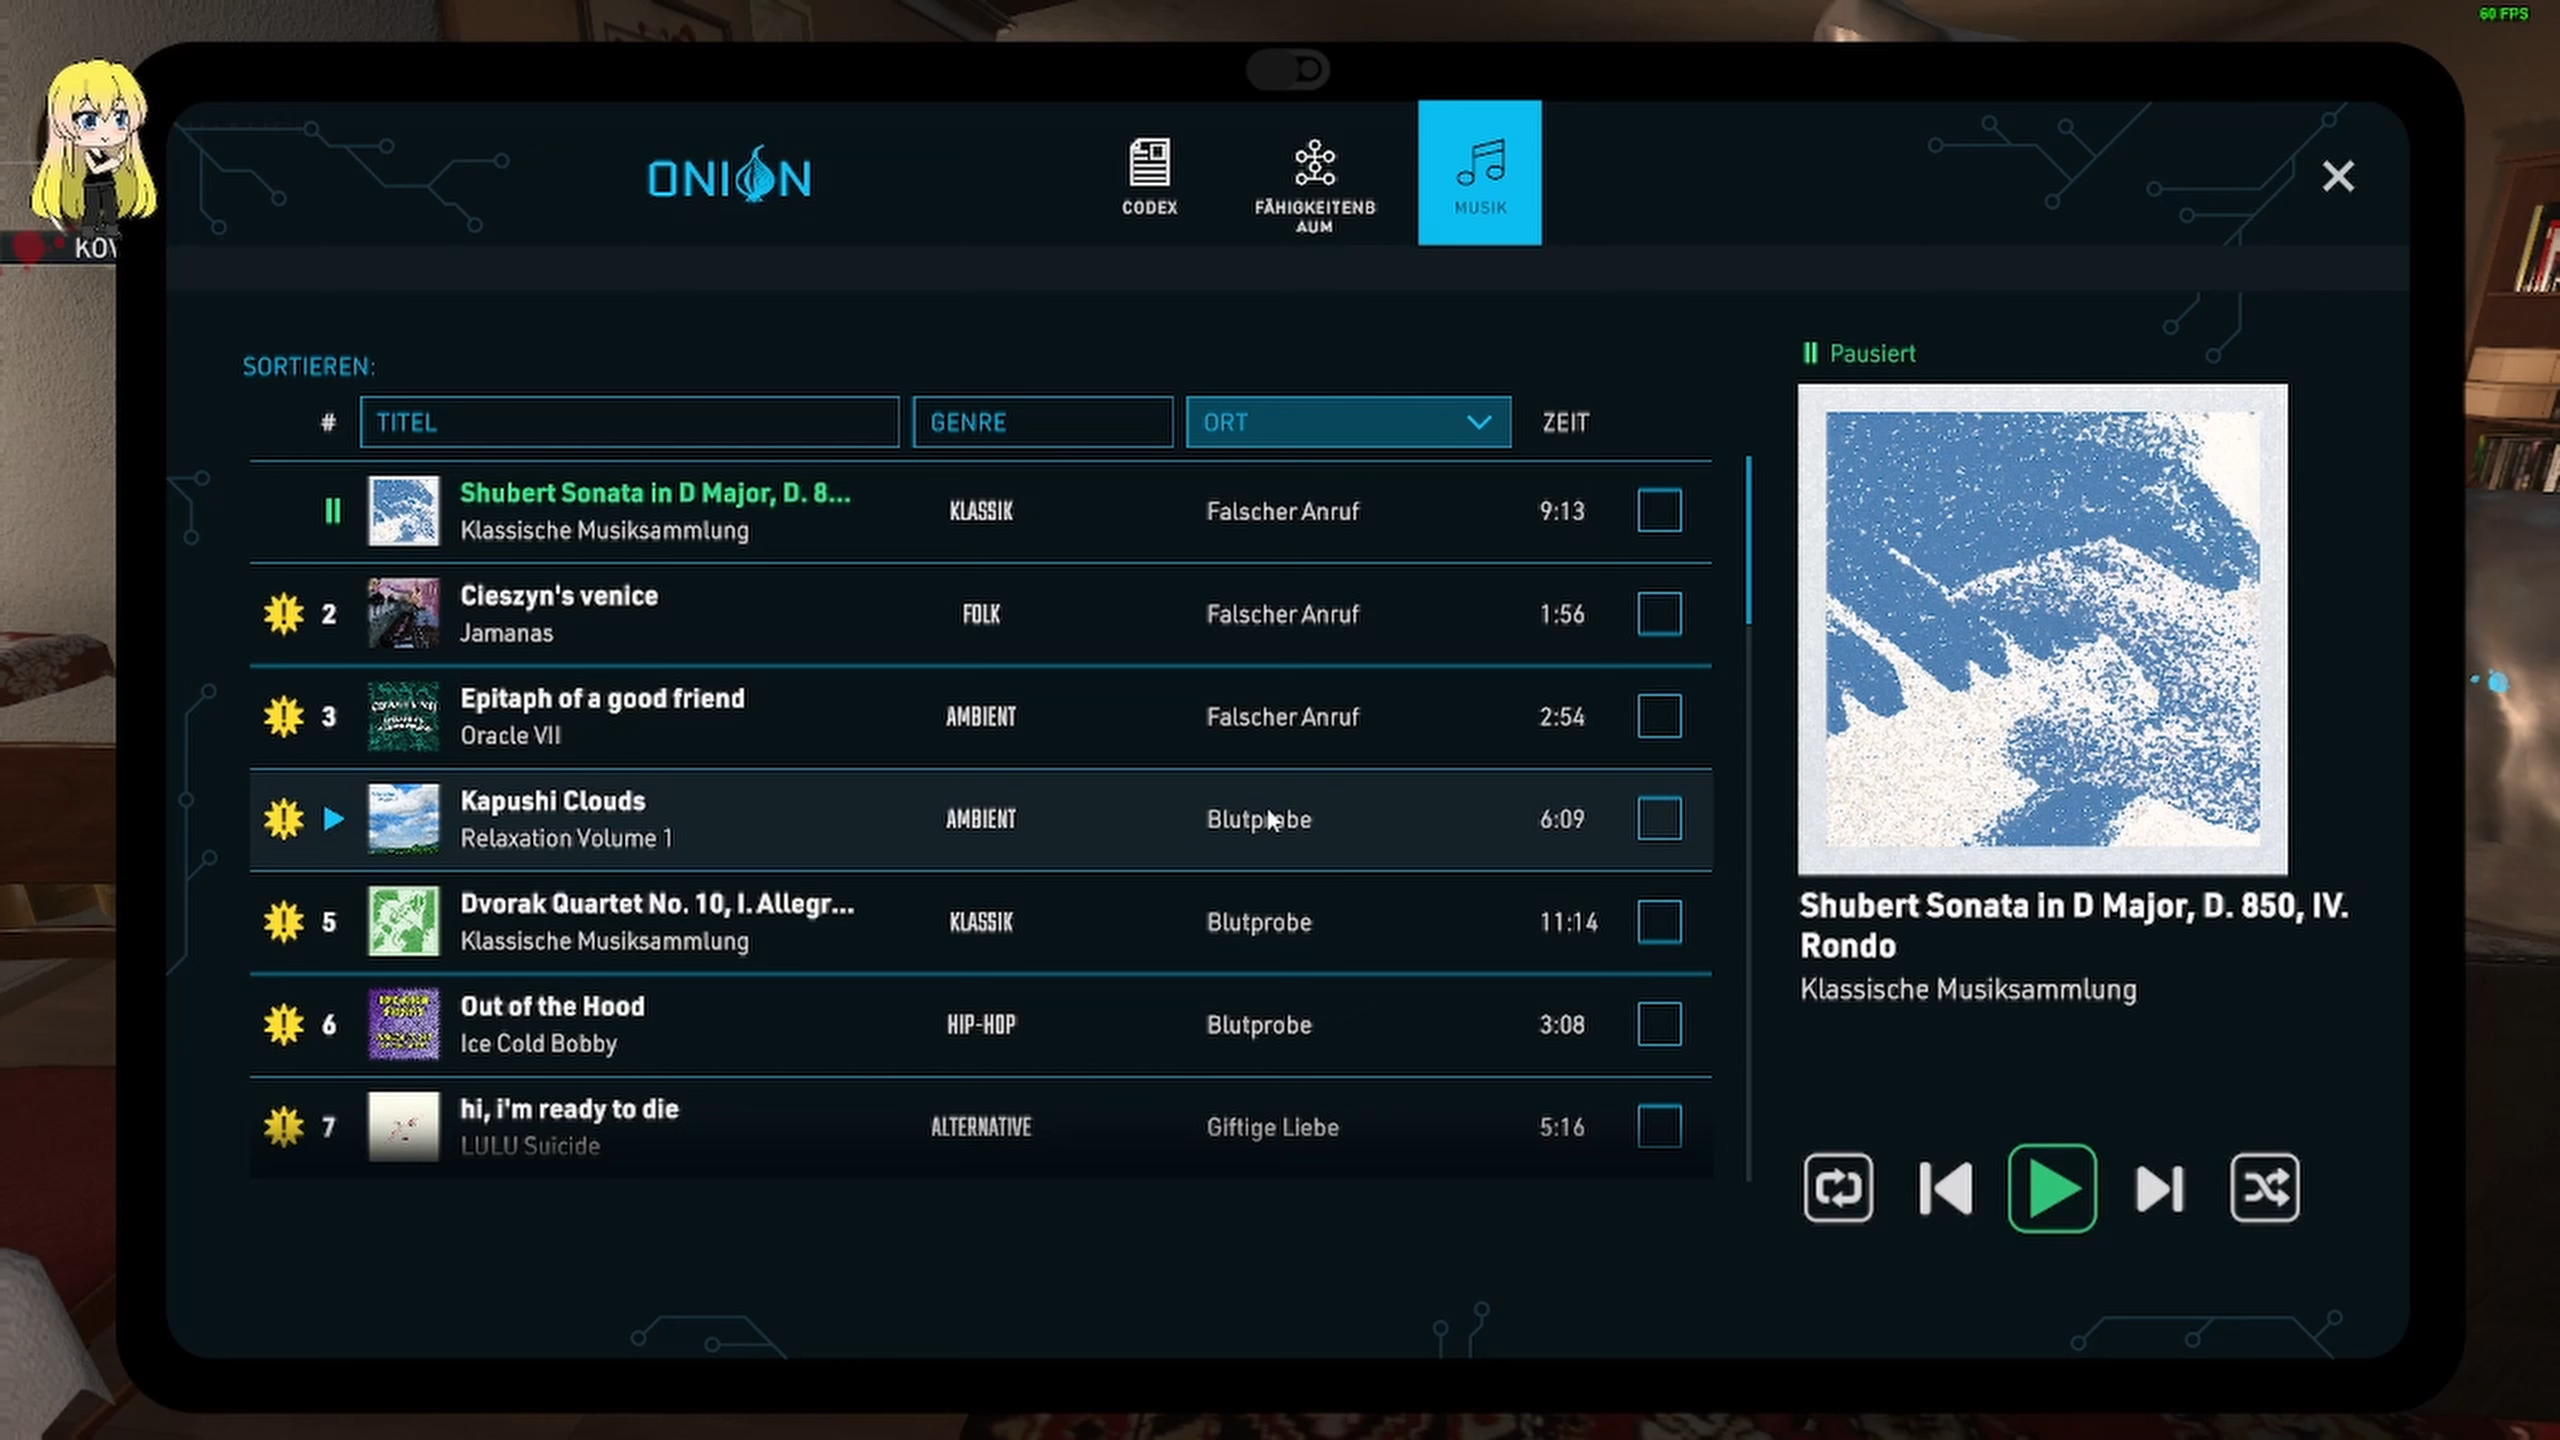 60 FPS
KOV
ONION
CODEX
FÄHIGKEITENB
AUM
MUSIK
SORTIEREN:
# TITEL GENRE ORT ZEIT
Shubert Sonata in D Major, D. 8... KLASSIK Falscher Anruf 9:13
Klassische Musiksammlung
2 Cieszyn's venice FOLK Falscher Anruf 1:56
Jamanas
3 Epitaph of a good friend AMBIENT Falscher Anruf 2:54
Oracle VII
Kapushi Clouds AMBIENT Blutprobe 6:09
Relaxation Volume 1
5 Dvorak Quartet No. 10, I. Allegr... KLASSIK Blutprobe 11:14
Klassische Musiksammlung
6 Out of the Hood HIP-HOP Blutprobe 3:08
Ice Cold Bobby
7 hi, i'm ready to die ALTERNATIVE Giftige Liebe 5:16
LULU Suicide
Pausiert
Shubert Sonata in D Major, D. 850, IV.
Rondo
Klassische Musiksammlung